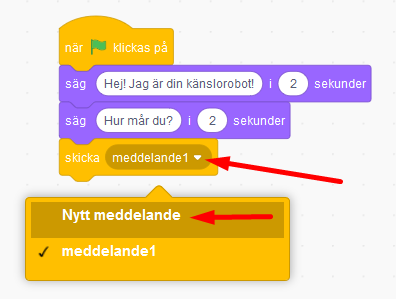 när klickas på
säg Hej! Jag är din känslorobot! i 2 sekunder
säg Hur mår du? i 2 sekunder
skicka meddelande1
Nytt meddelande
meddelande1